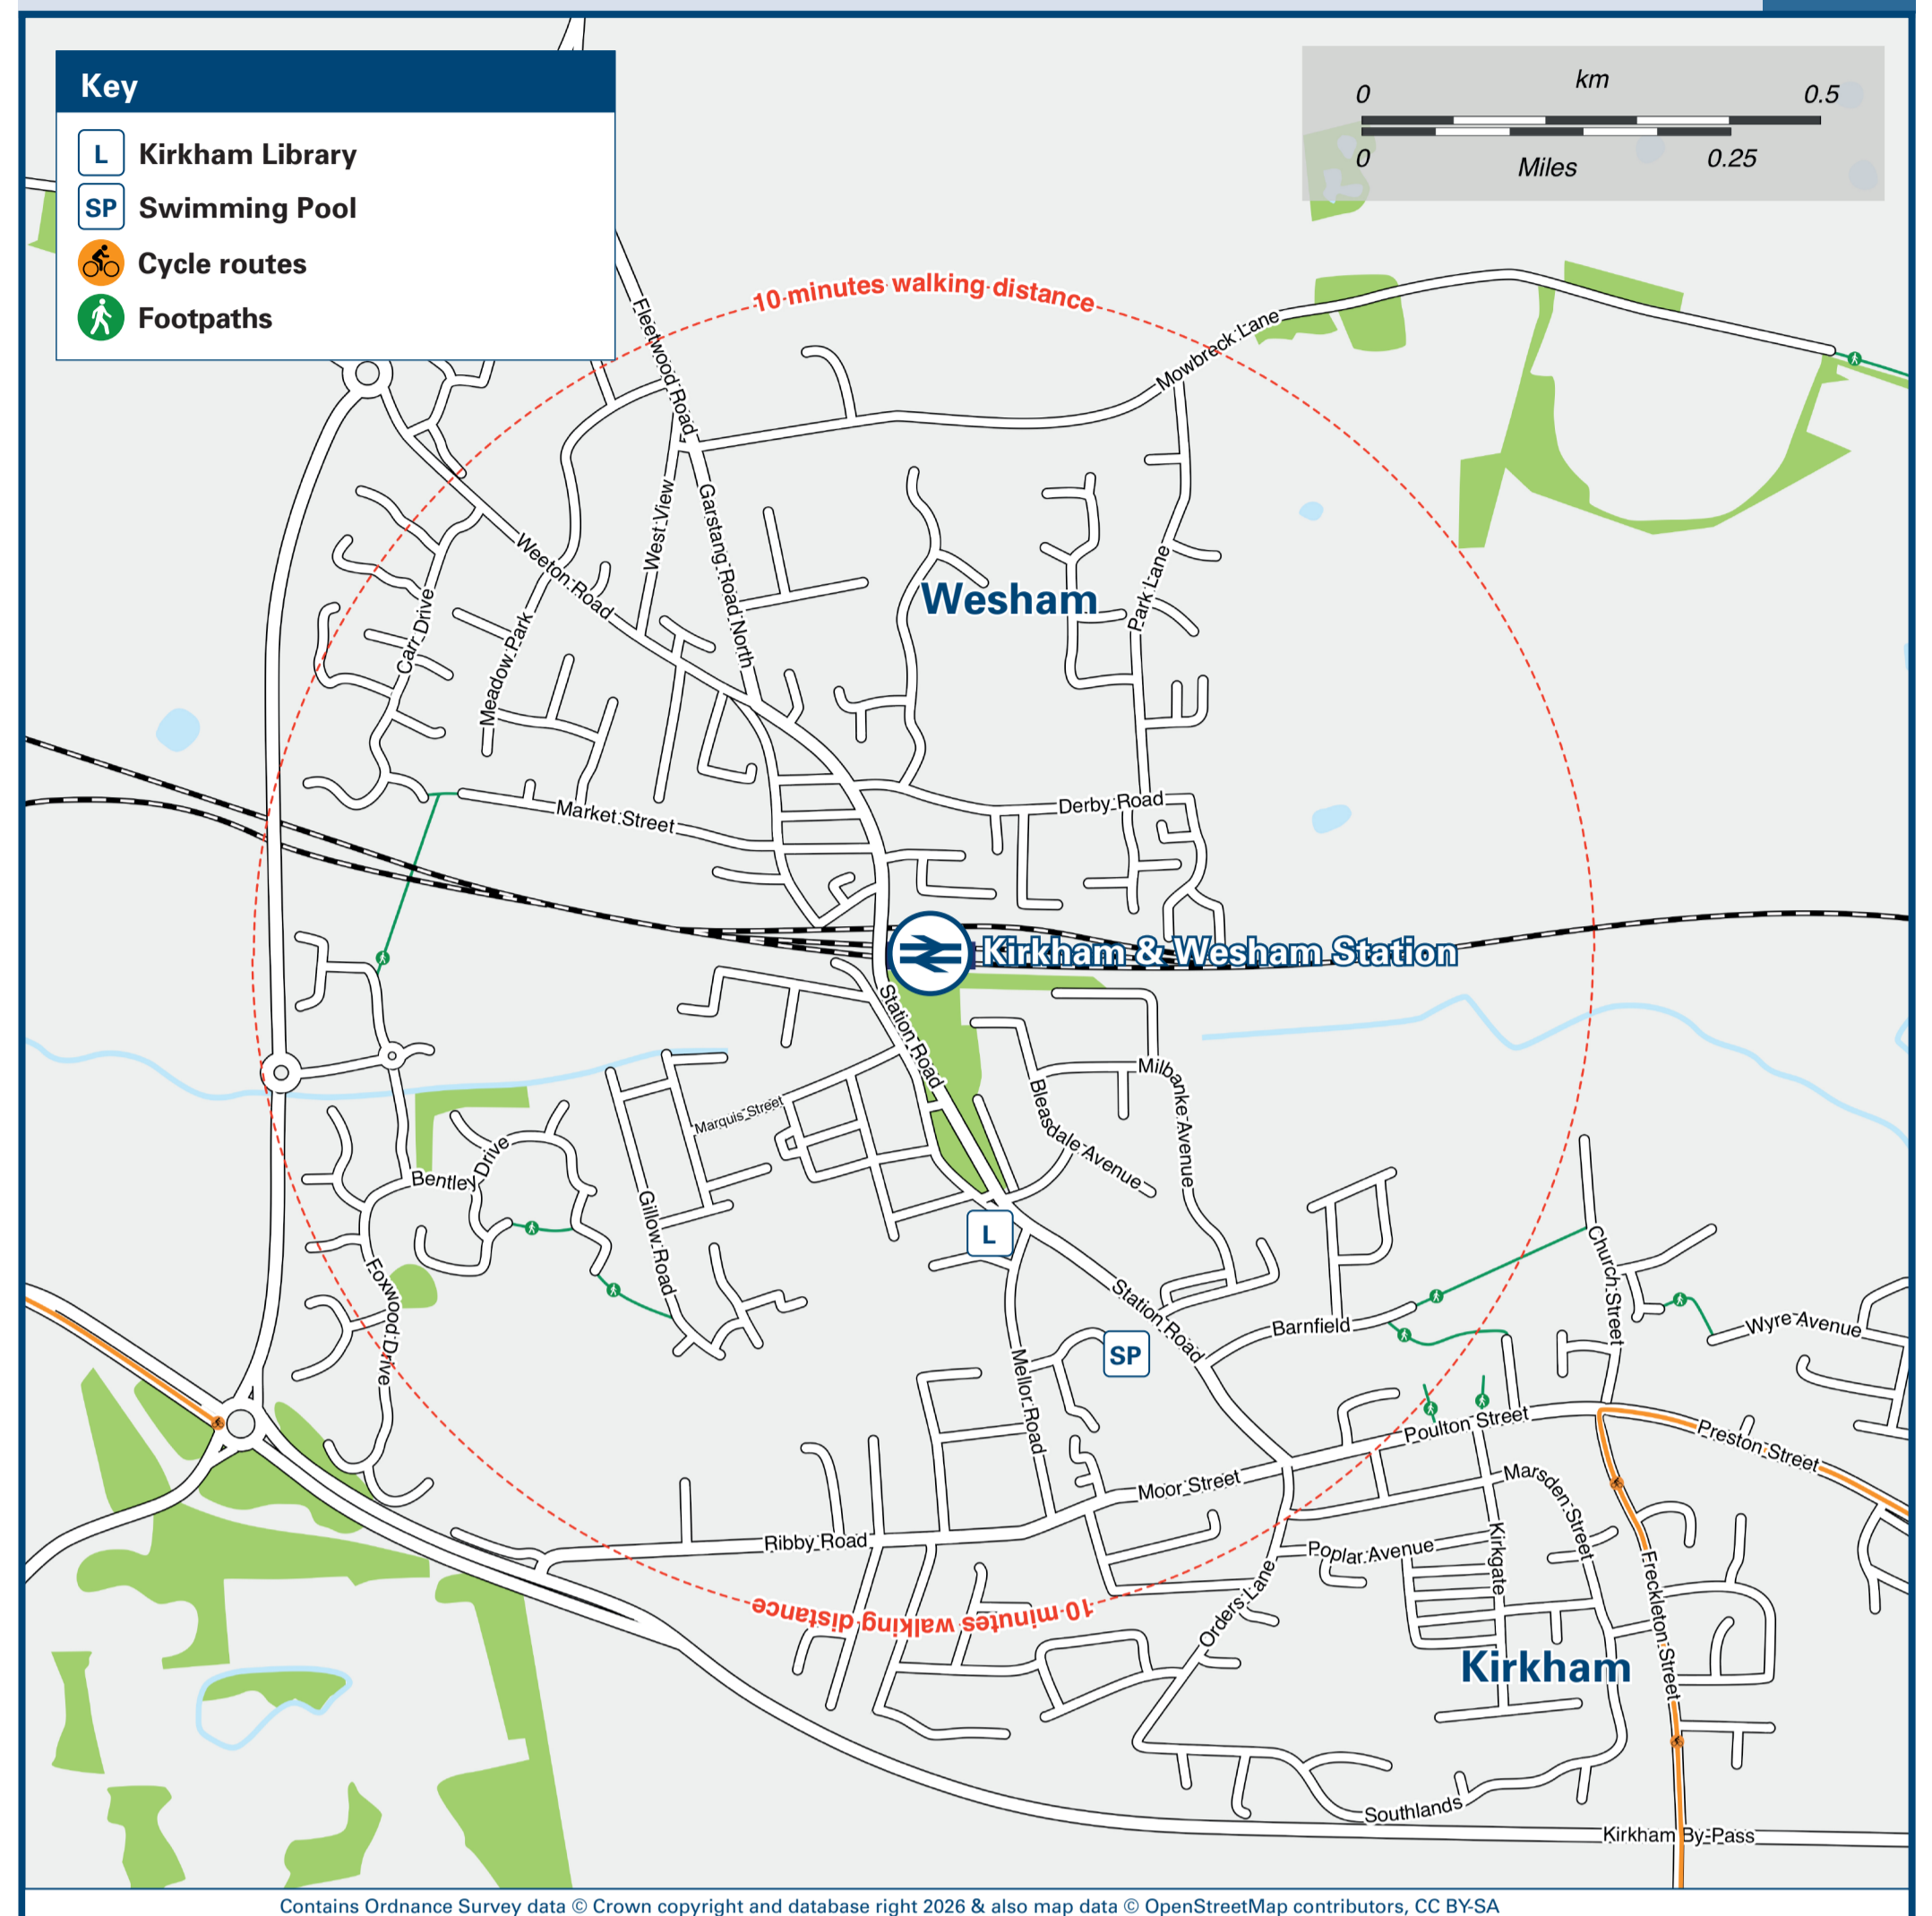 Key
L Kirkham Library
SP Swimming Pool
Cycle routes
Footpaths
km
0 0.5
0 0.25
Miles
10 minutes walking distance
Fleetwood Road
Mowbreck Lane
West View
Garstang Road North
Weeton Road
Wesham
Park Lane
Carr Drive
Meadow Park
Market Street
Derby Road
Kirkham & Wesham Station
Station Road
Milbanke Avenue
Bleasdale Avenue
Marquis Street
Bentley Drive
Gillow Road
L
Foxwood Drive
Station Road
SP
Barnfield
Church Street
Wyre Avenue
Mellor Road
Poulton Street
Preston Street
Moor Street
Marsden Street
Ribby Road
Poplar Avenue
Kirkgate
Orders Lane
Freckleton Street
10 minutes walking distance
Kirkham
Southlands
Kirkham By-Pass
Contains Ordnance Survey data © Crown copyright and database right 2026 & also map data © OpenStreetMap contributors, CC BY-SA